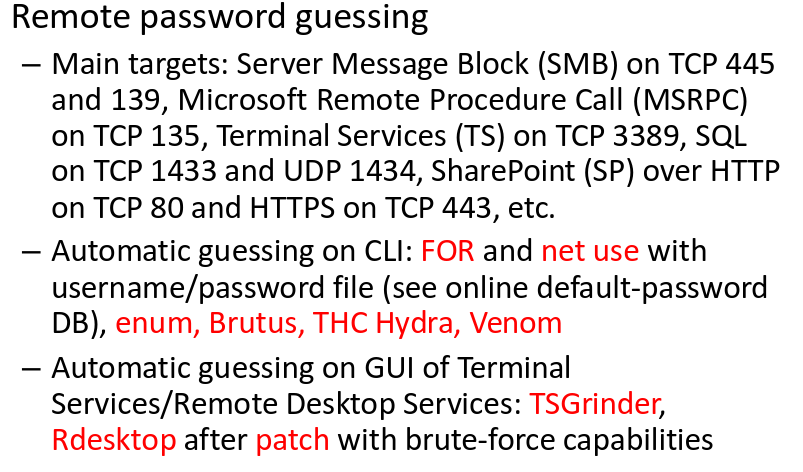 Remote password guessing
– Main targets: Server Message Block (SMB) on TCP 445
and 139, Microsoft Remote Procedure Call (MSRPC)
on TCP 135, Terminal Services (TS) on TCP 3389, SQL
on TCP 1433 and UDP 1434, SharePoint (SP) over HTTP
on TCP 80 and HTTPS on TCP 443, etc.
– Automatic guessing on CLI: FOR and net use with
username/password file (see online default-password
DB), enum, Brutus, THC Hydra, Venom
– Automatic guessing on GUI of Terminal
Services/Remote Desktop Services: TSGrinder,
Rdesktop after patch with brute-force capabilities